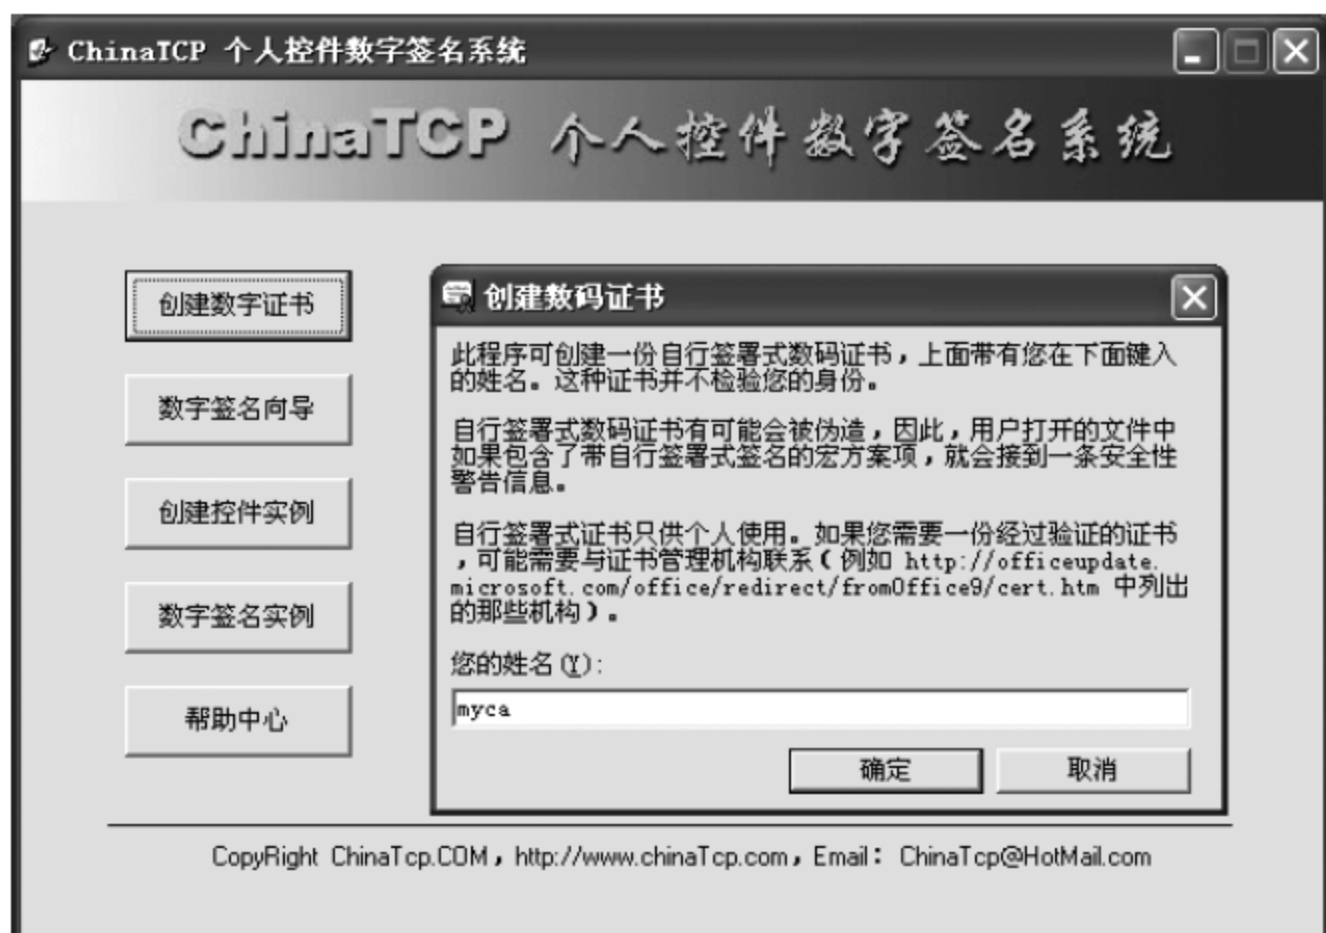 ChinaTCP 个人控件数字签名系统
ChinaTCP 个人控件数字签名系统
创建数字证书
数字签名向导
创建控件实例
数字签名实例
帮助中心
创建数码证书
此程序可创建一份自行签署式数码证书，上面带有您在下面键入
的姓名。这种证书并不检验您的身份。
自行签署式数码证书有可能会被伪造，因此，用户打开的文件中
如果包含了带自行签署式签名的宏方案项，就会接到一条安全性
警告信息。
自行签署式证书只供个人使用。如果您需要一份经过验证的证书
，可能需要与证书管理机构联系（例如 http://officeupdate.
microsoft.com/office/redirect/fromOffice9/cert.htm 中列出
的那些机构）。
您的姓名(Y):
myca
确定
取消
CopyRight ChinaTcp.COM，http://www.chinaTcp.com，Email： ChinaTcp@HotMail.com